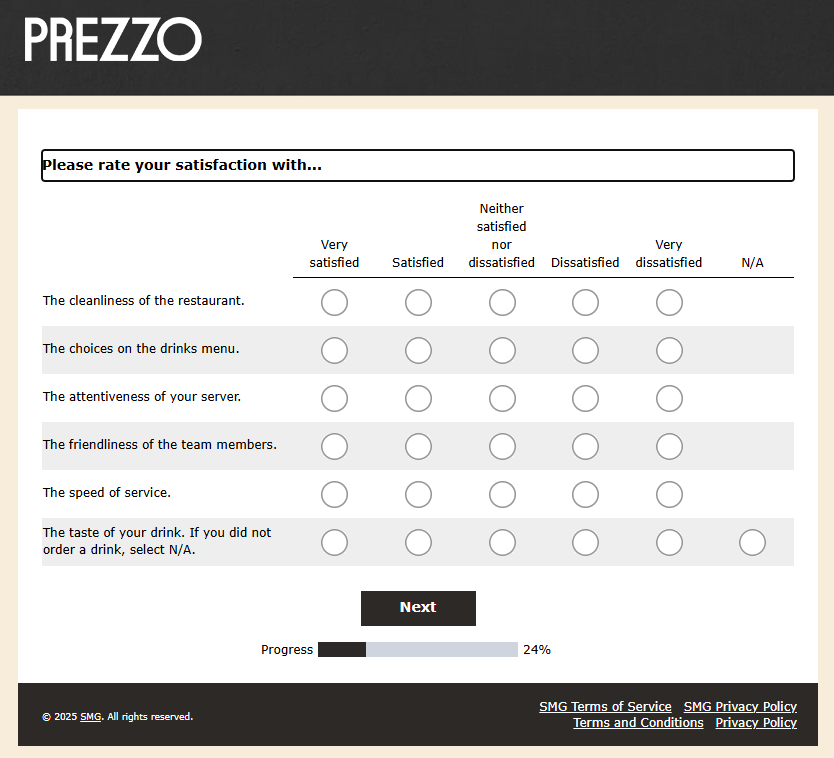 PREZZO
Please rate your satisfaction with...
Very satisfied
Satisfied
Neither satisfied nor dissatisfied
Dissatisfied
Very dissatisfied
N/A
The cleanliness of the restaurant.
The choices on the drinks menu.
The attentiveness of your server.
The friendliness of the team members.
The speed of service.
The taste of your drink. If you did not
order a drink, select N/A.
Next
Progress 24%
© 2025 SMG. All rights reserved.
SMG Terms of Service SMG Privacy Policy
Terms and Conditions Privacy Policy